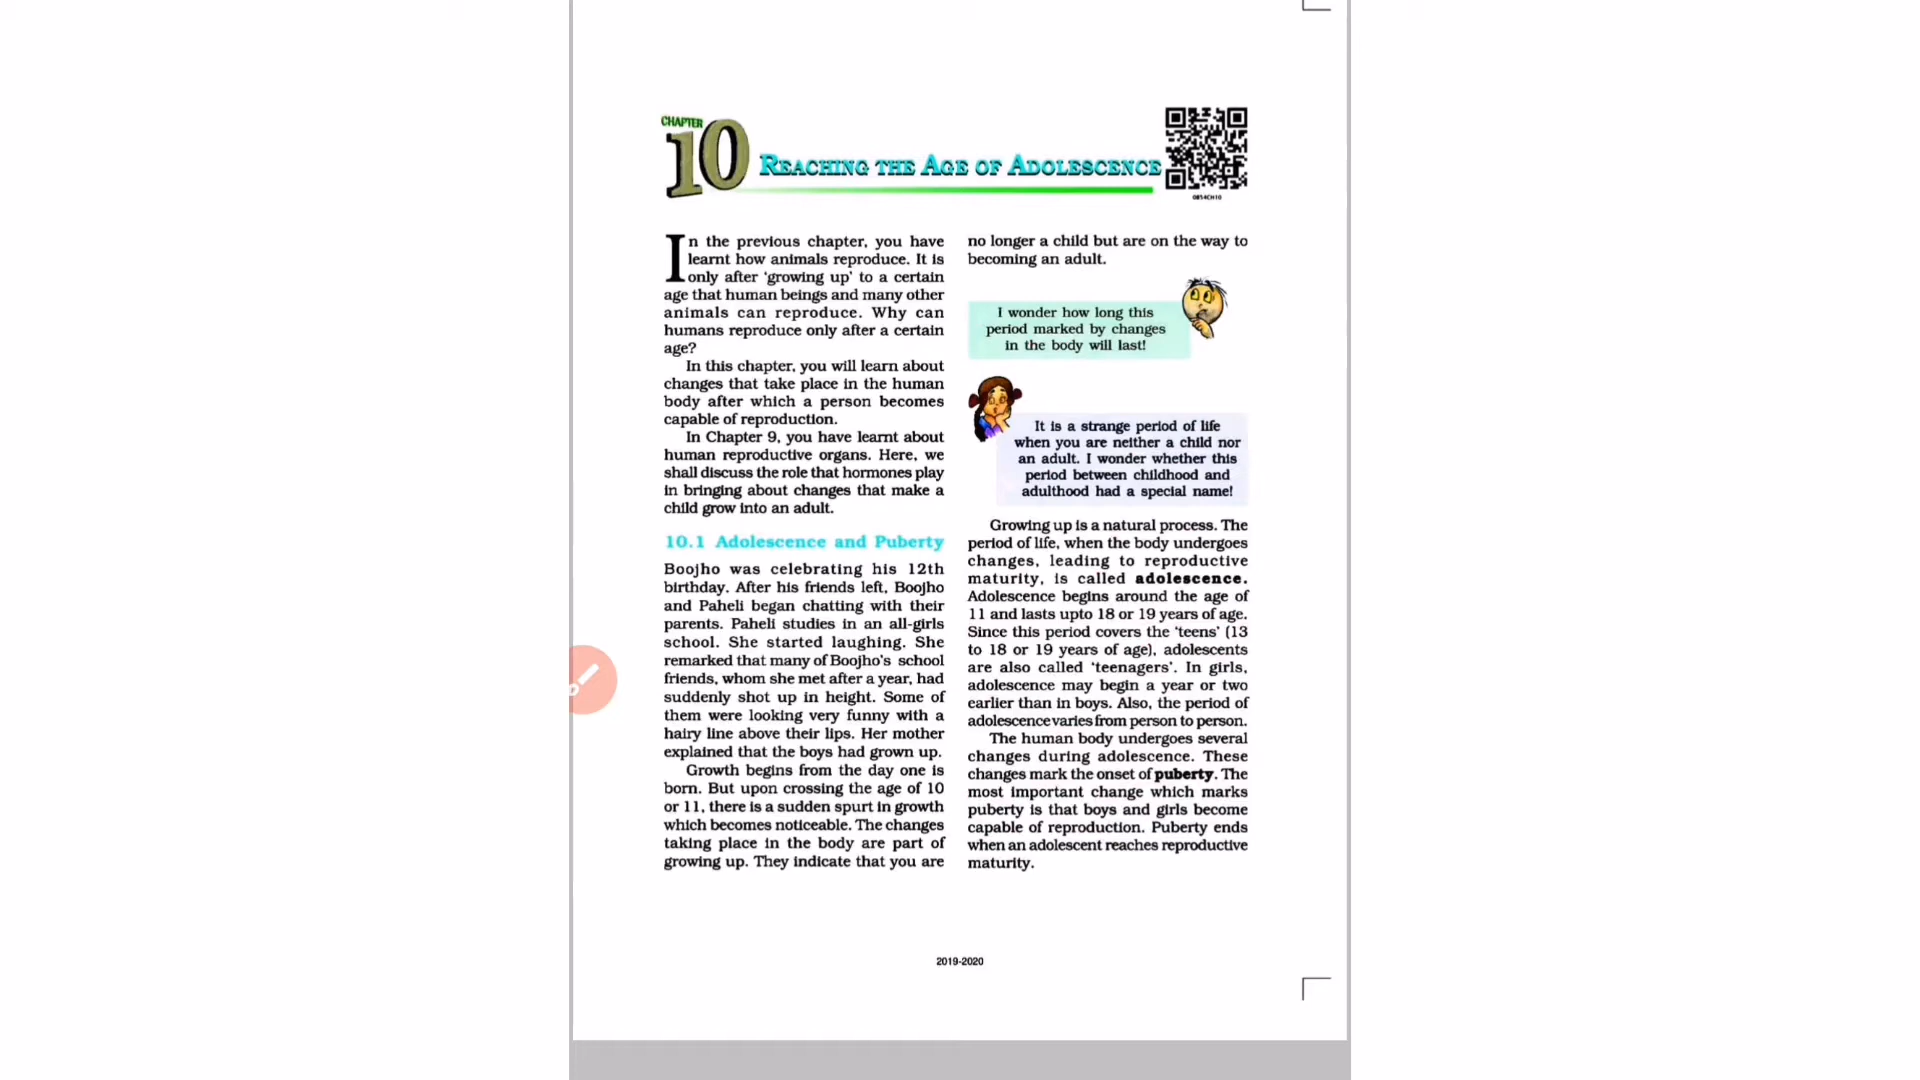 CHAPTER
10
REACHING THE AGE OF ADOLESCENCE
0854CH10
In the previous chapter, you have
learnt how animals reproduce. It is
only after ‘growing up’ to a certain
age that human beings and many other
animals can reproduce. Why can
humans reproduce only after a certain
age?
In this chapter, you will learn about
changes that take place in the human
body after which a person becomes
capable of reproduction.
In Chapter 9, you have learnt about
human reproductive organs. Here, we
shall discuss the role that hormones play
in bringing about changes that make a
child grow into an adult.
10.1 Adolescence and Puberty
Boojho was celebrating his 12th
birthday. After his friends left, Boojho
and Paheli began chatting with their
parents. Paheli studies in an all-girls
school. She started laughing. She
remarked that many of Boojho’s school
friends, whom she met after a year, had
suddenly shot up in height. Some of
them were looking very funny with a
hairy line above their lips. Her mother
explained that the boys had grown up.
Growth begins from the day one is
born. But upon crossing the age of 10
or 11, there is a sudden spurt in growth
which becomes noticeable. The changes
taking place in the body are part of
growing up. They indicate that you are
no longer a child but are on the way to
becoming an adult.
I wonder how long this
period marked by changes
in the body will last!
It is a strange period of life
when you are neither a child nor
an adult. I wonder whether this
period between childhood and
adulthood had a special name!
Growing up is a natural process. The
period of life, when the body undergoes
changes, leading to reproductive
maturity, is called adolescence.
Adolescence begins around the age of
11 and lasts upto 18 or 19 years of age.
Since this period covers the ‘teens’ (13
to 18 or 19 years of age), adolescents
are also called ‘teenagers’. In girls,
adolescence may begin a year or two
earlier than in boys. Also, the period of
adolescence varies from person to person.
The human body undergoes several
changes during adolescence. These
changes mark the onset of puberty. The
most important change which marks
puberty is that boys and girls become
capable of reproduction. Puberty ends
when an adolescent reaches reproductive
maturity.
2019-2020